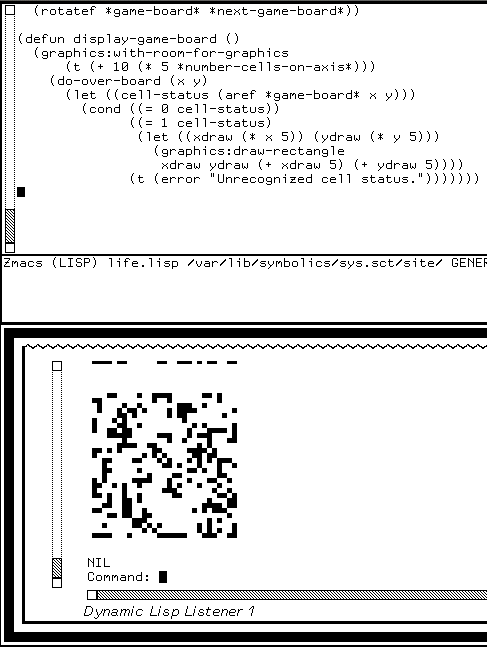 (rotatef *game-board* *next-game-board*))
(defun display-game-board ()
(graphics:with-room-for-graphics
(t (+ 10 (* 5 *number-cells-on-axis*)))
(do-over-board (x y)
(let ((cell-status (aref *game-board* x y)))
(cond ((= 0 cell-status))
((= 1 cell-status)
(let ((xdraw (* x 5)) (ydraw (* y 5)))
(graphics:draw-rectangle
xdraw ydraw (+ xdraw 5) (+ ydraw 5))))
(t (error "Unrecognized cell status.")))))))
Zmacs (LISP) life.lisp /var/lib/symbolics/sys.sct/site/ GENER
NIL
Command:
Dynamic Lisp Listener 1